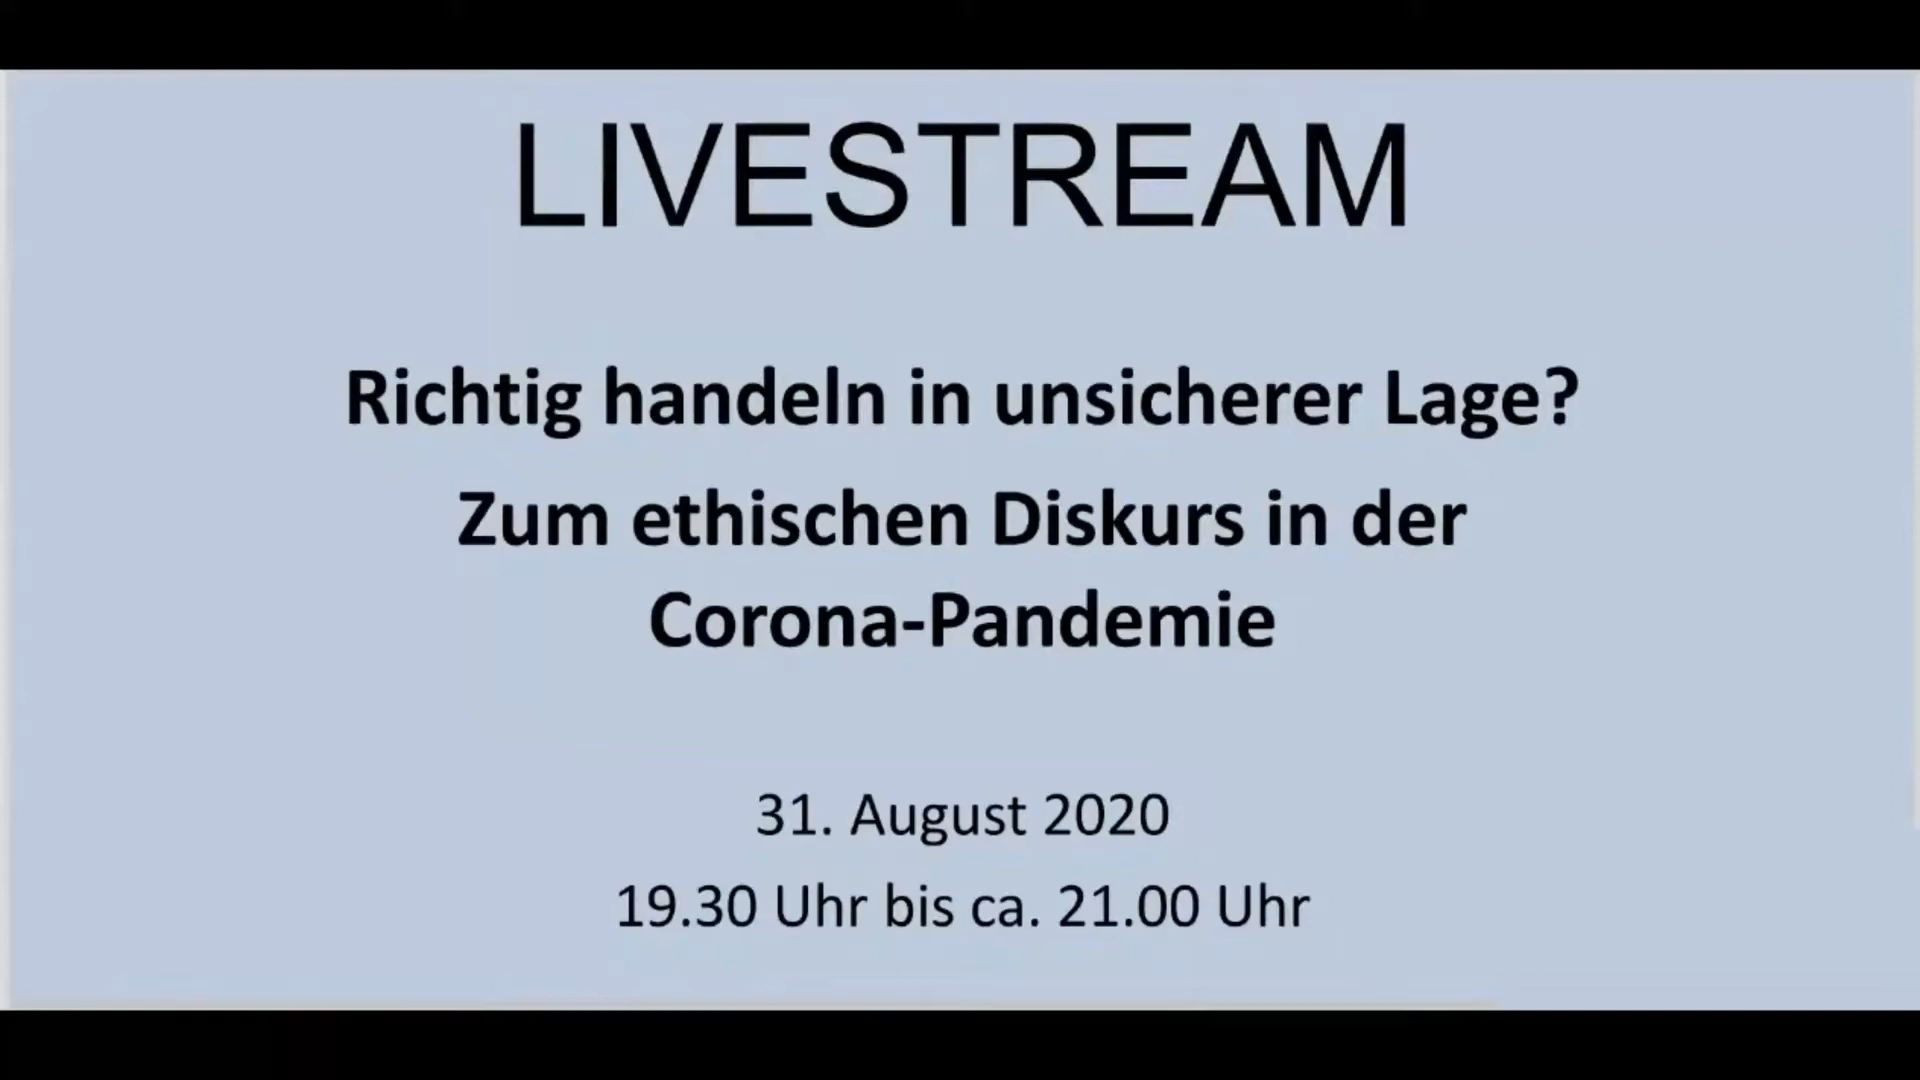 LIVESTREAM
Richtig handeln in unsicherer Lage?
Zum ethischen Diskurs in der
Corona-Pandemie
31. August 2020
19.30 Uhr bis ca. 21.00 Uhr